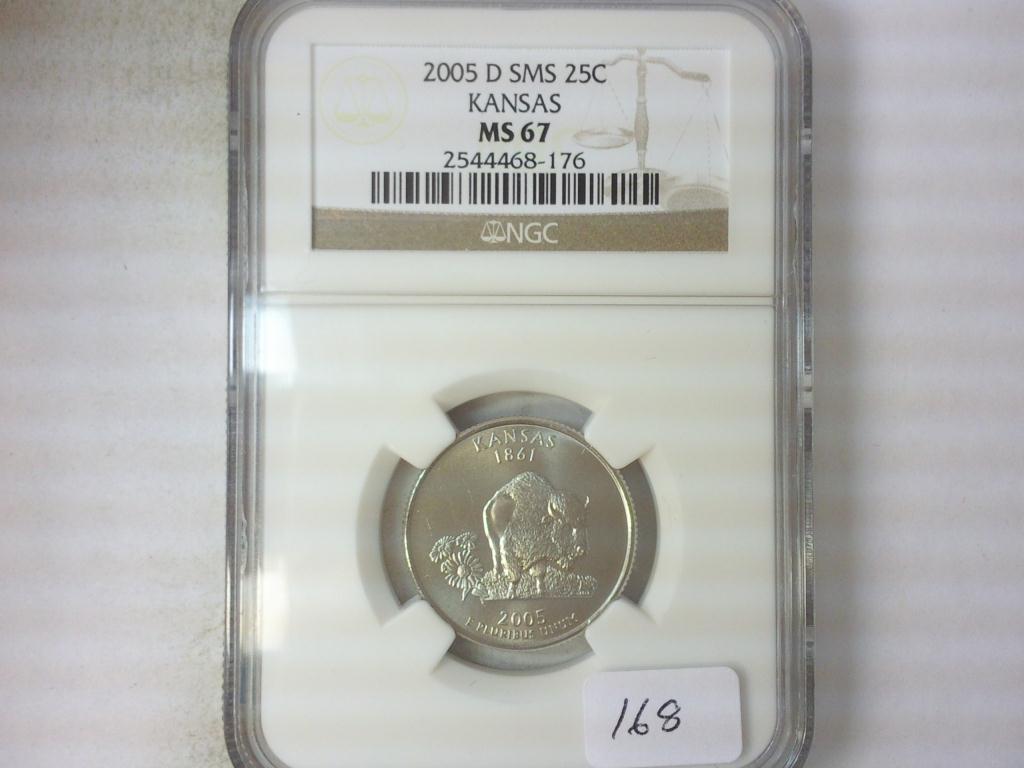 2005 D SMS 25C
KANSAS
MS 67
2544468-176
NGC
KANSAS
1861
2005
E PLURIBUS UNUM
168